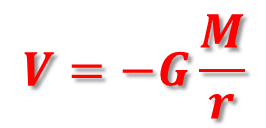 V = −G M/r